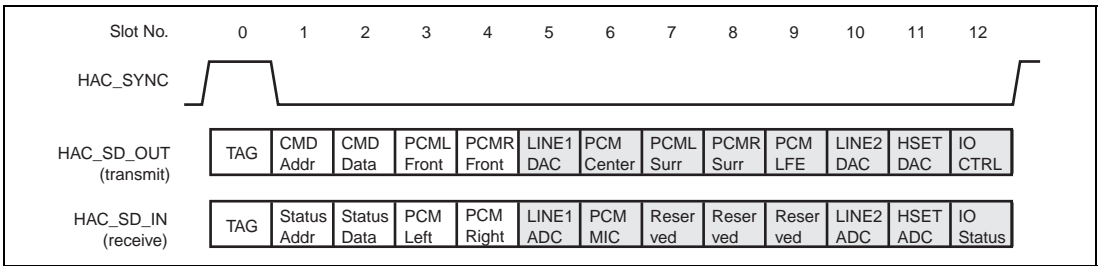 Slot No. 0 1 2 3 4 5 6 7 8 9 10 11 12
HAC_SYNC
HAC_SD_OUT
(transmit)
TAG CMD Addr CMD Data PCML Front PCMR Front LINE1 DAC PCM Center PCML Surr PCMR Surr PCM LFE LINE2 DAC HSET DAC IO CTRL
HAC_SD_IN
(receive)
TAG Status Addr Status Data PCM Left PCM Right LINE1 ADC PCM MIC Reser ved Reser ved Reser ved LINE2 ADC HSET ADC IO Status